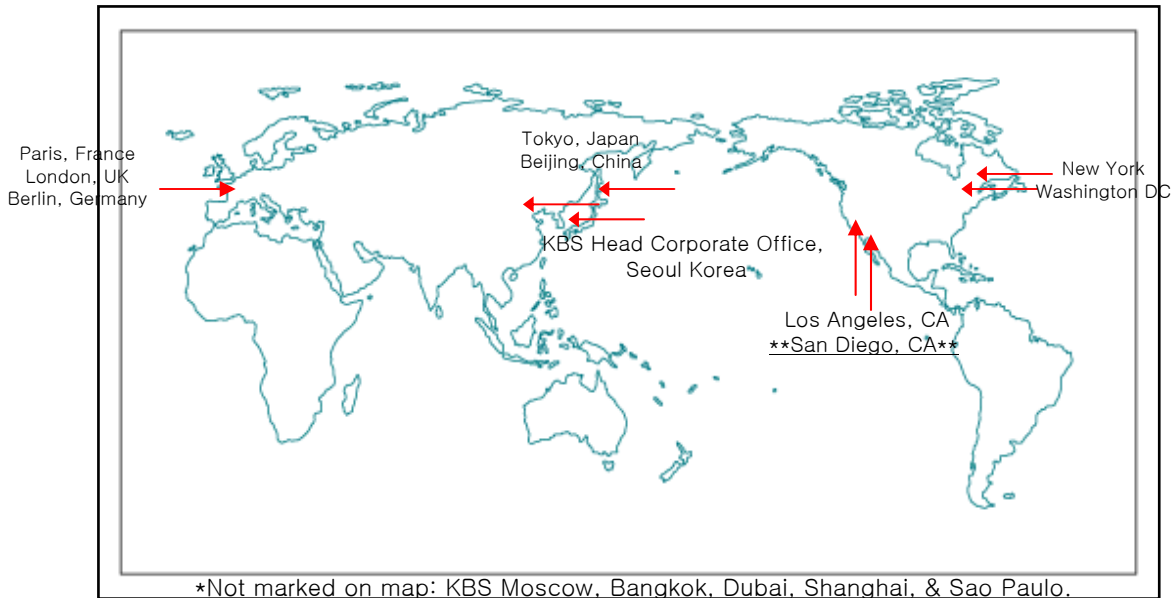 Tokyo, Japan
Beijing, China
Paris, France
London, UK
Berlin, Germany
New York
Washington DC
KBS Head Corporate Office,
Seoul Korea
Los Angeles, CA
**San Diego, CA**
*Not marked on map: KBS Moscow, Bangkok, Dubai, Shanghai, & Sao Paulo.